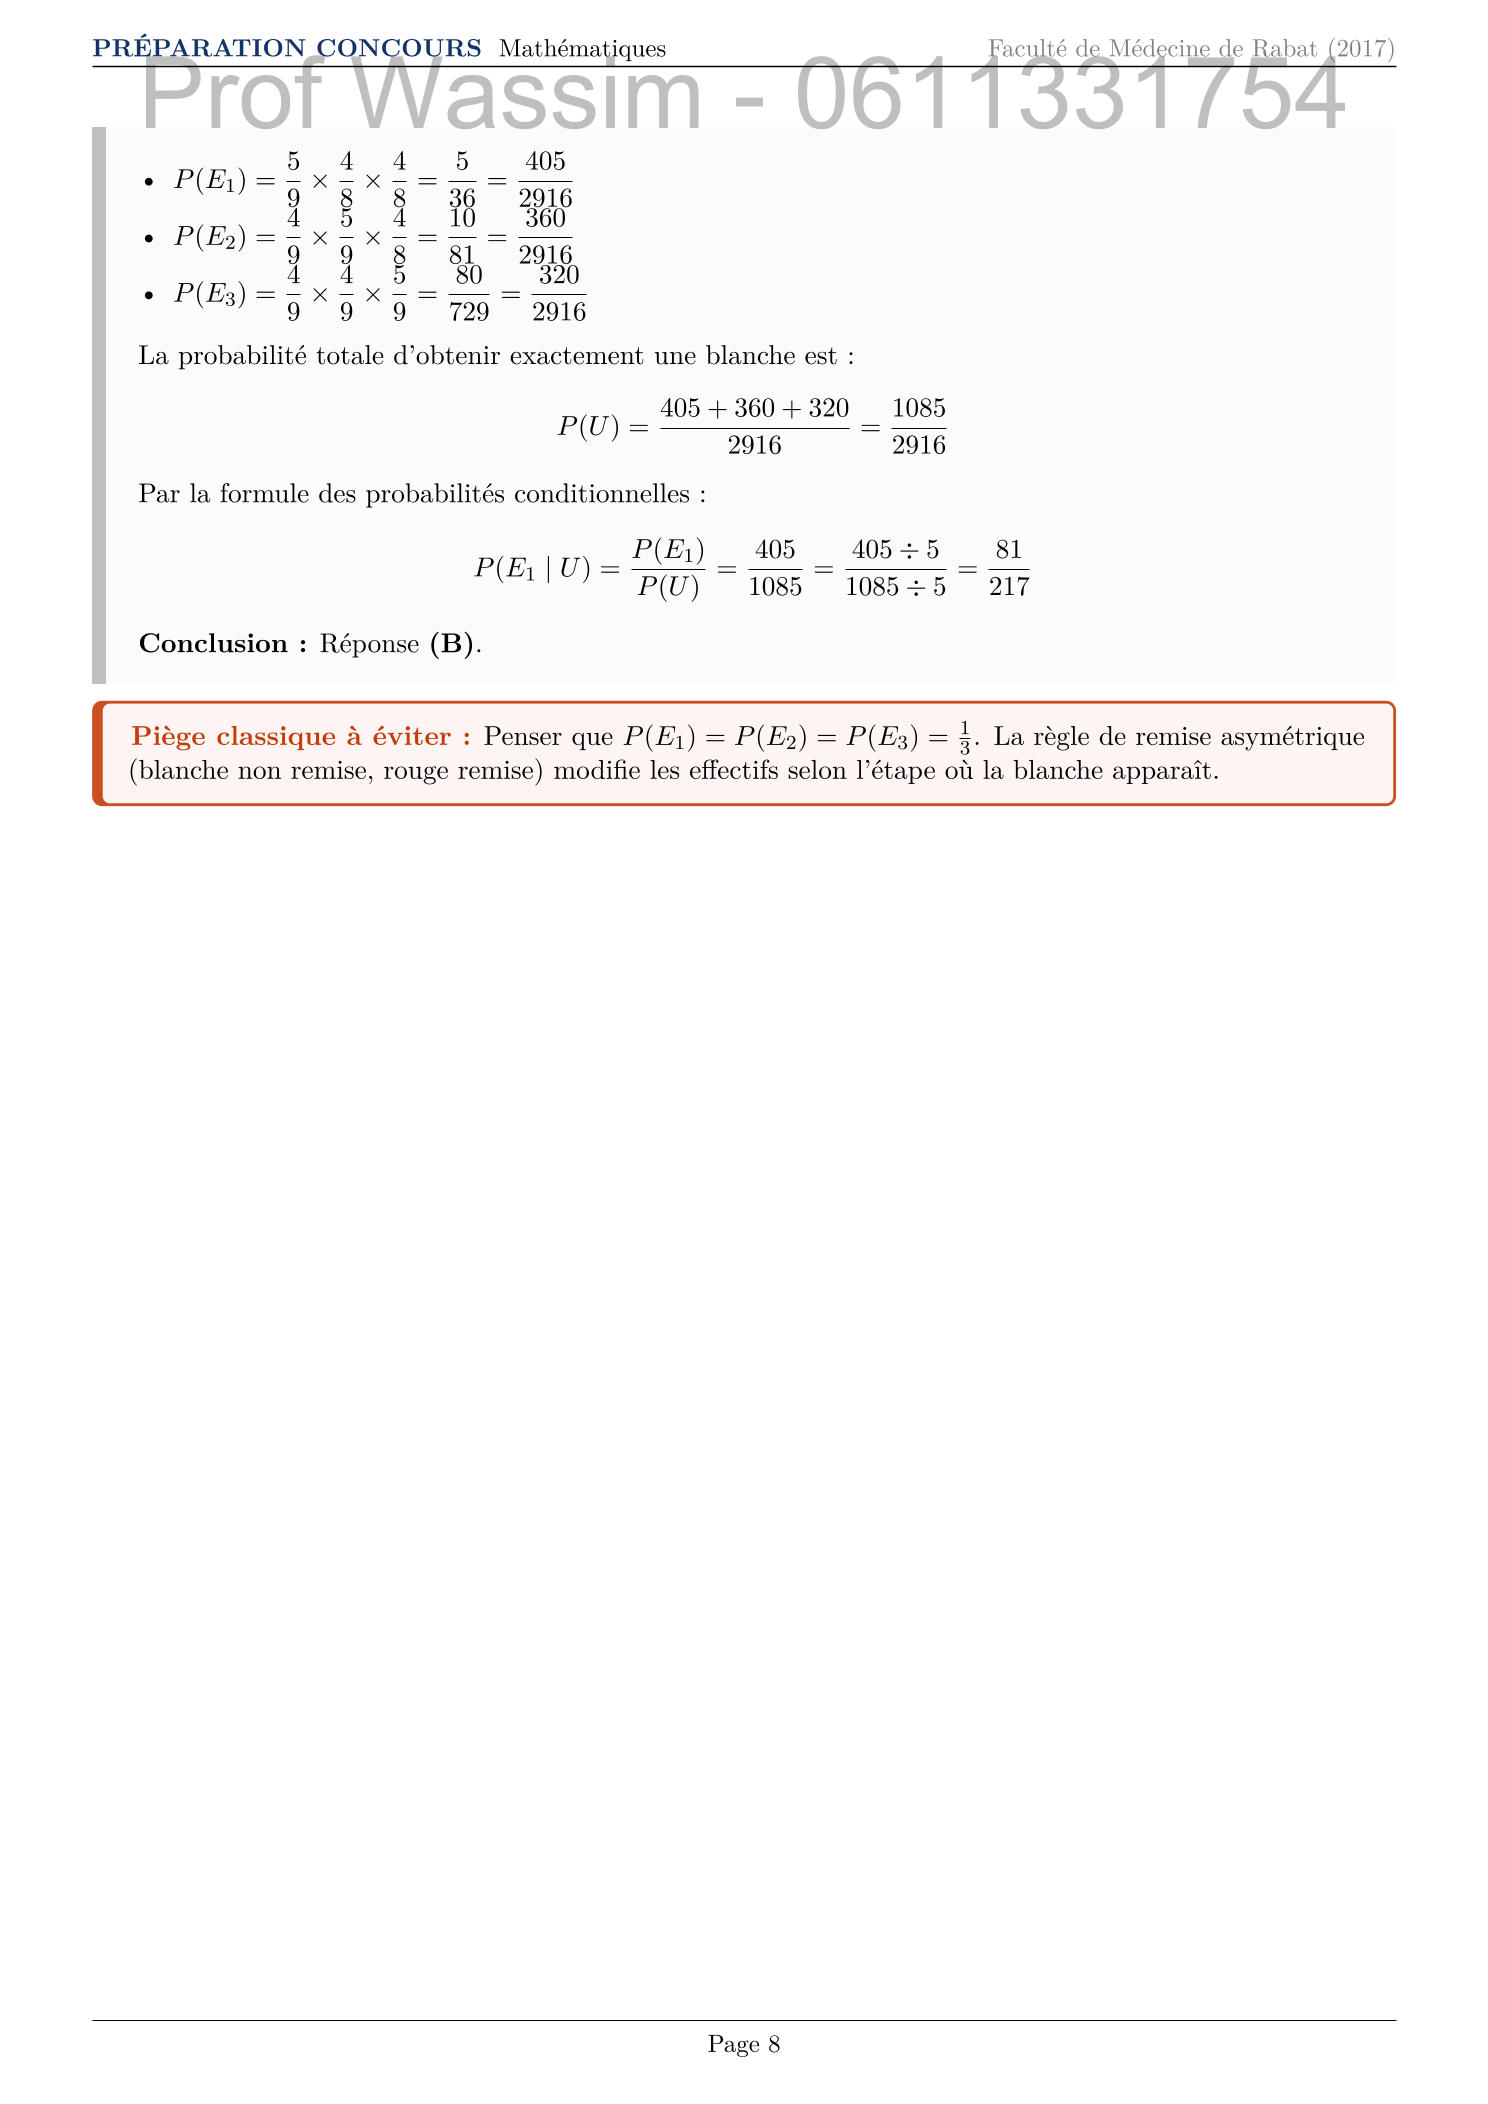 PRÉPARATION CONCOURS Mathématiques Faculté de Médecine de Rabat (2017)
Prof Wassim - 0611331754
• P(E₁) = 5/9 × 4/8 × 4/8 = 5/36 = 405/2916
• P(E₂) = 4/9 × 5/9 × 4/8 = 10/81 = 360/2916
• P(E₃) = 4/9 × 4/9 × 5/9 = 80/729 = 320/2916
La probabilité totale d'obtenir exactement une blanche est :
P(U) = (405 + 360 + 320)/2916 = 1085/2916
Par la formule des probabilités conditionnelles :
P(E₁ | U) = P(E₁)/P(U) = 405/1085 = (405 ÷ 5)/(1085 ÷ 5) = 81/217
Conclusion : Réponse (B).
Piège classique à éviter : Penser que P(E₁) = P(E₂) = P(E₃) = 1/3. La règle de remise asymétrique
(blanche non remise, rouge remise) modifie les effectifs selon l'étape où la blanche apparaît.
Page 8